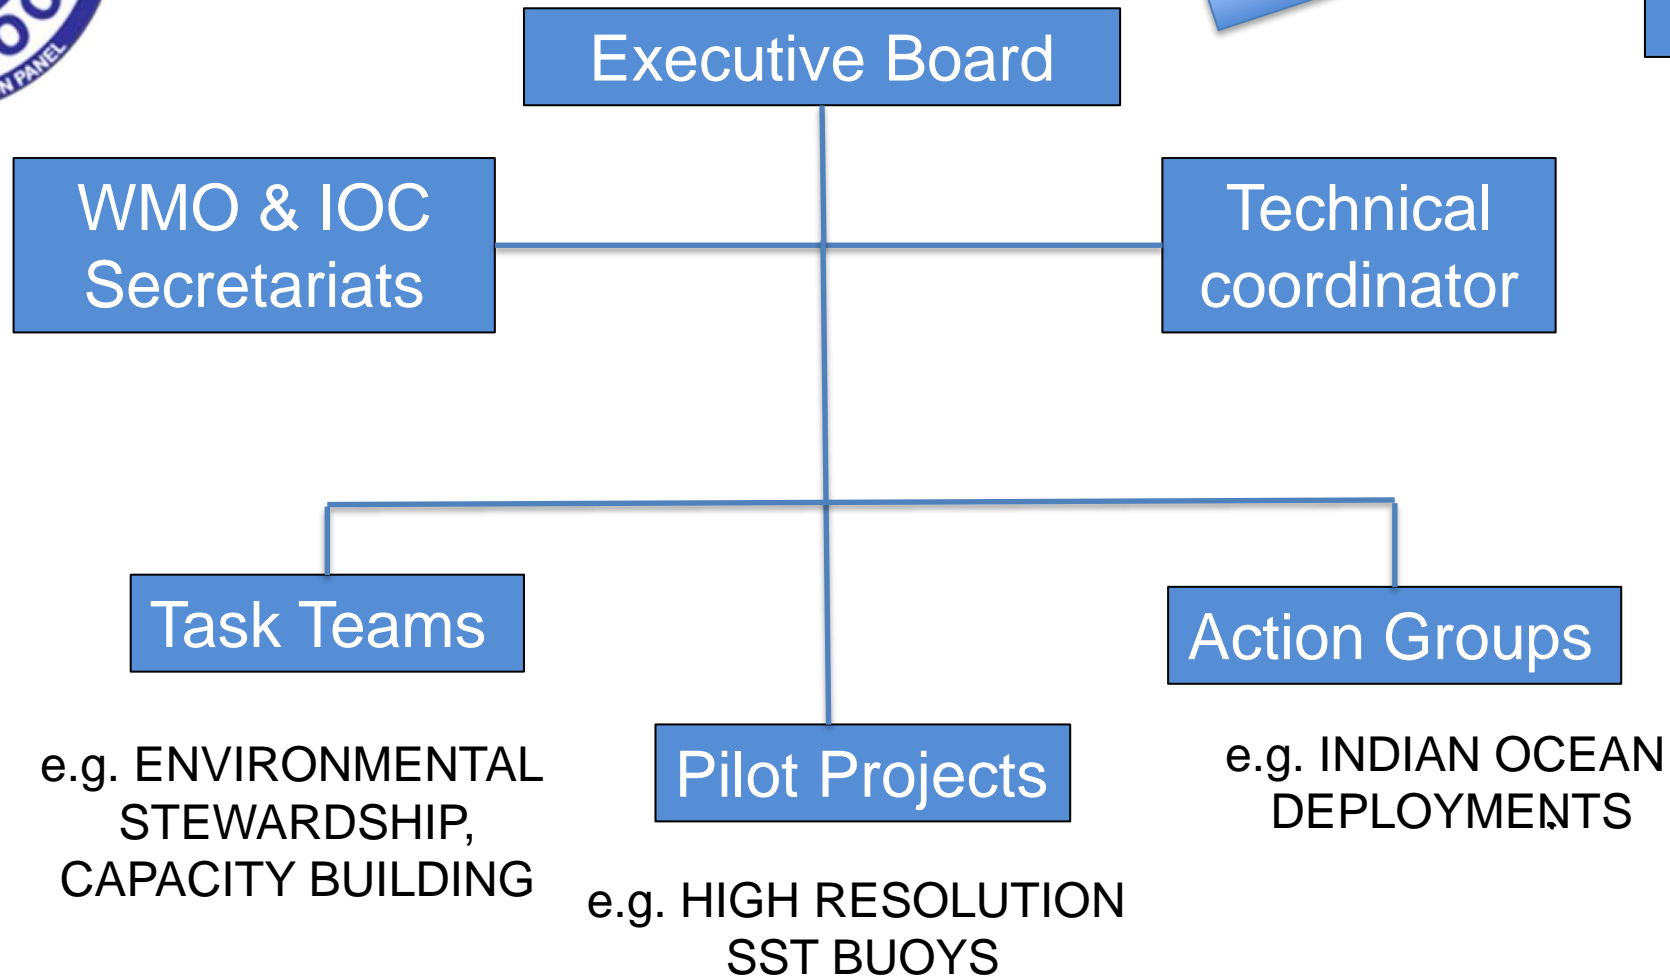 N PANEL
Executive Board
WMO & IOC
Secretariats
Technical
coordinator
Task Teams
Action Groups
e.g. ENVIRONMENTAL
STEWARDSHIP,
CAPACITY BUILDING
Pilot Projects
e.g. INDIAN OCEAN
DEPLOYMENTS
e.g. HIGH RESOLUTION
SST BUOYS